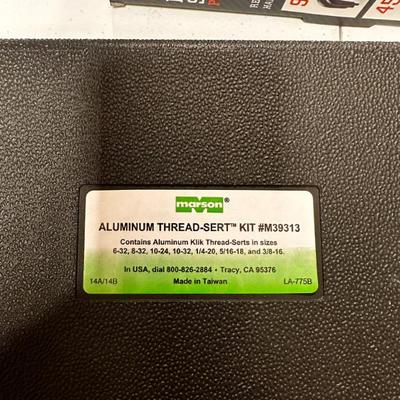 marson®
ALUMINUM THREAD-SERT™ KIT #M39313
Contains Aluminum Klik Thread-Serts in sizes
6-32, 8-32, 10-24, 10-32, 1/4-20, 5/16-18, and 3/8-16.
In USA, dial 800-826-2884 • Tracy, CA 95376
14A/14B Made in Taiwan LA-775B